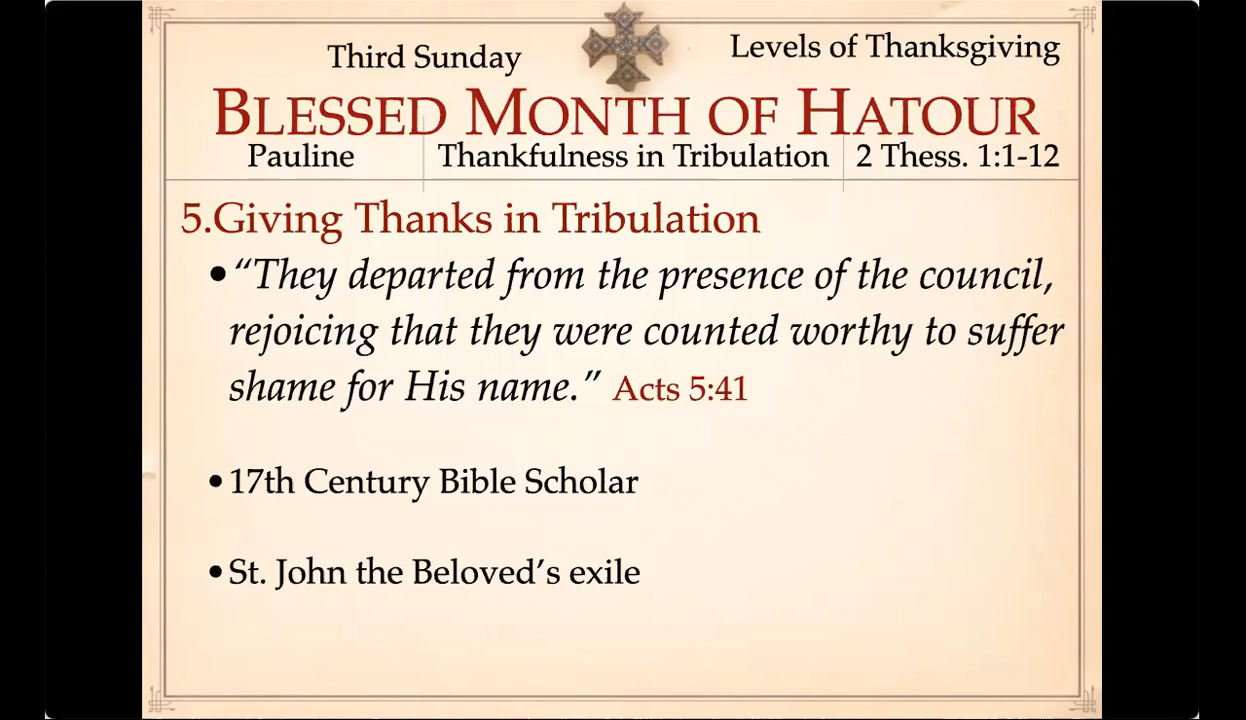 Third Sunday
Levels of Thanksgiving
BLESSED MONTH OF HATOUR
Pauline
Thankfulness in Tribulation
2 Thess. 1:1-12
5.Giving Thanks in Tribulation
•“They departed from the presence of the council,
rejoicing that they were counted worthy to suffer
shame for His name.” Acts 5:41
•17th Century Bible Scholar
•St. John the Beloved’s exile